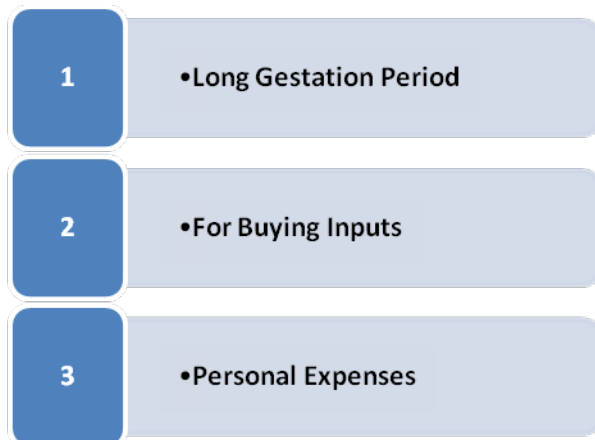 1
•Long Gestation Period
2
•For Buying Inputs
3
•Personal Expenses